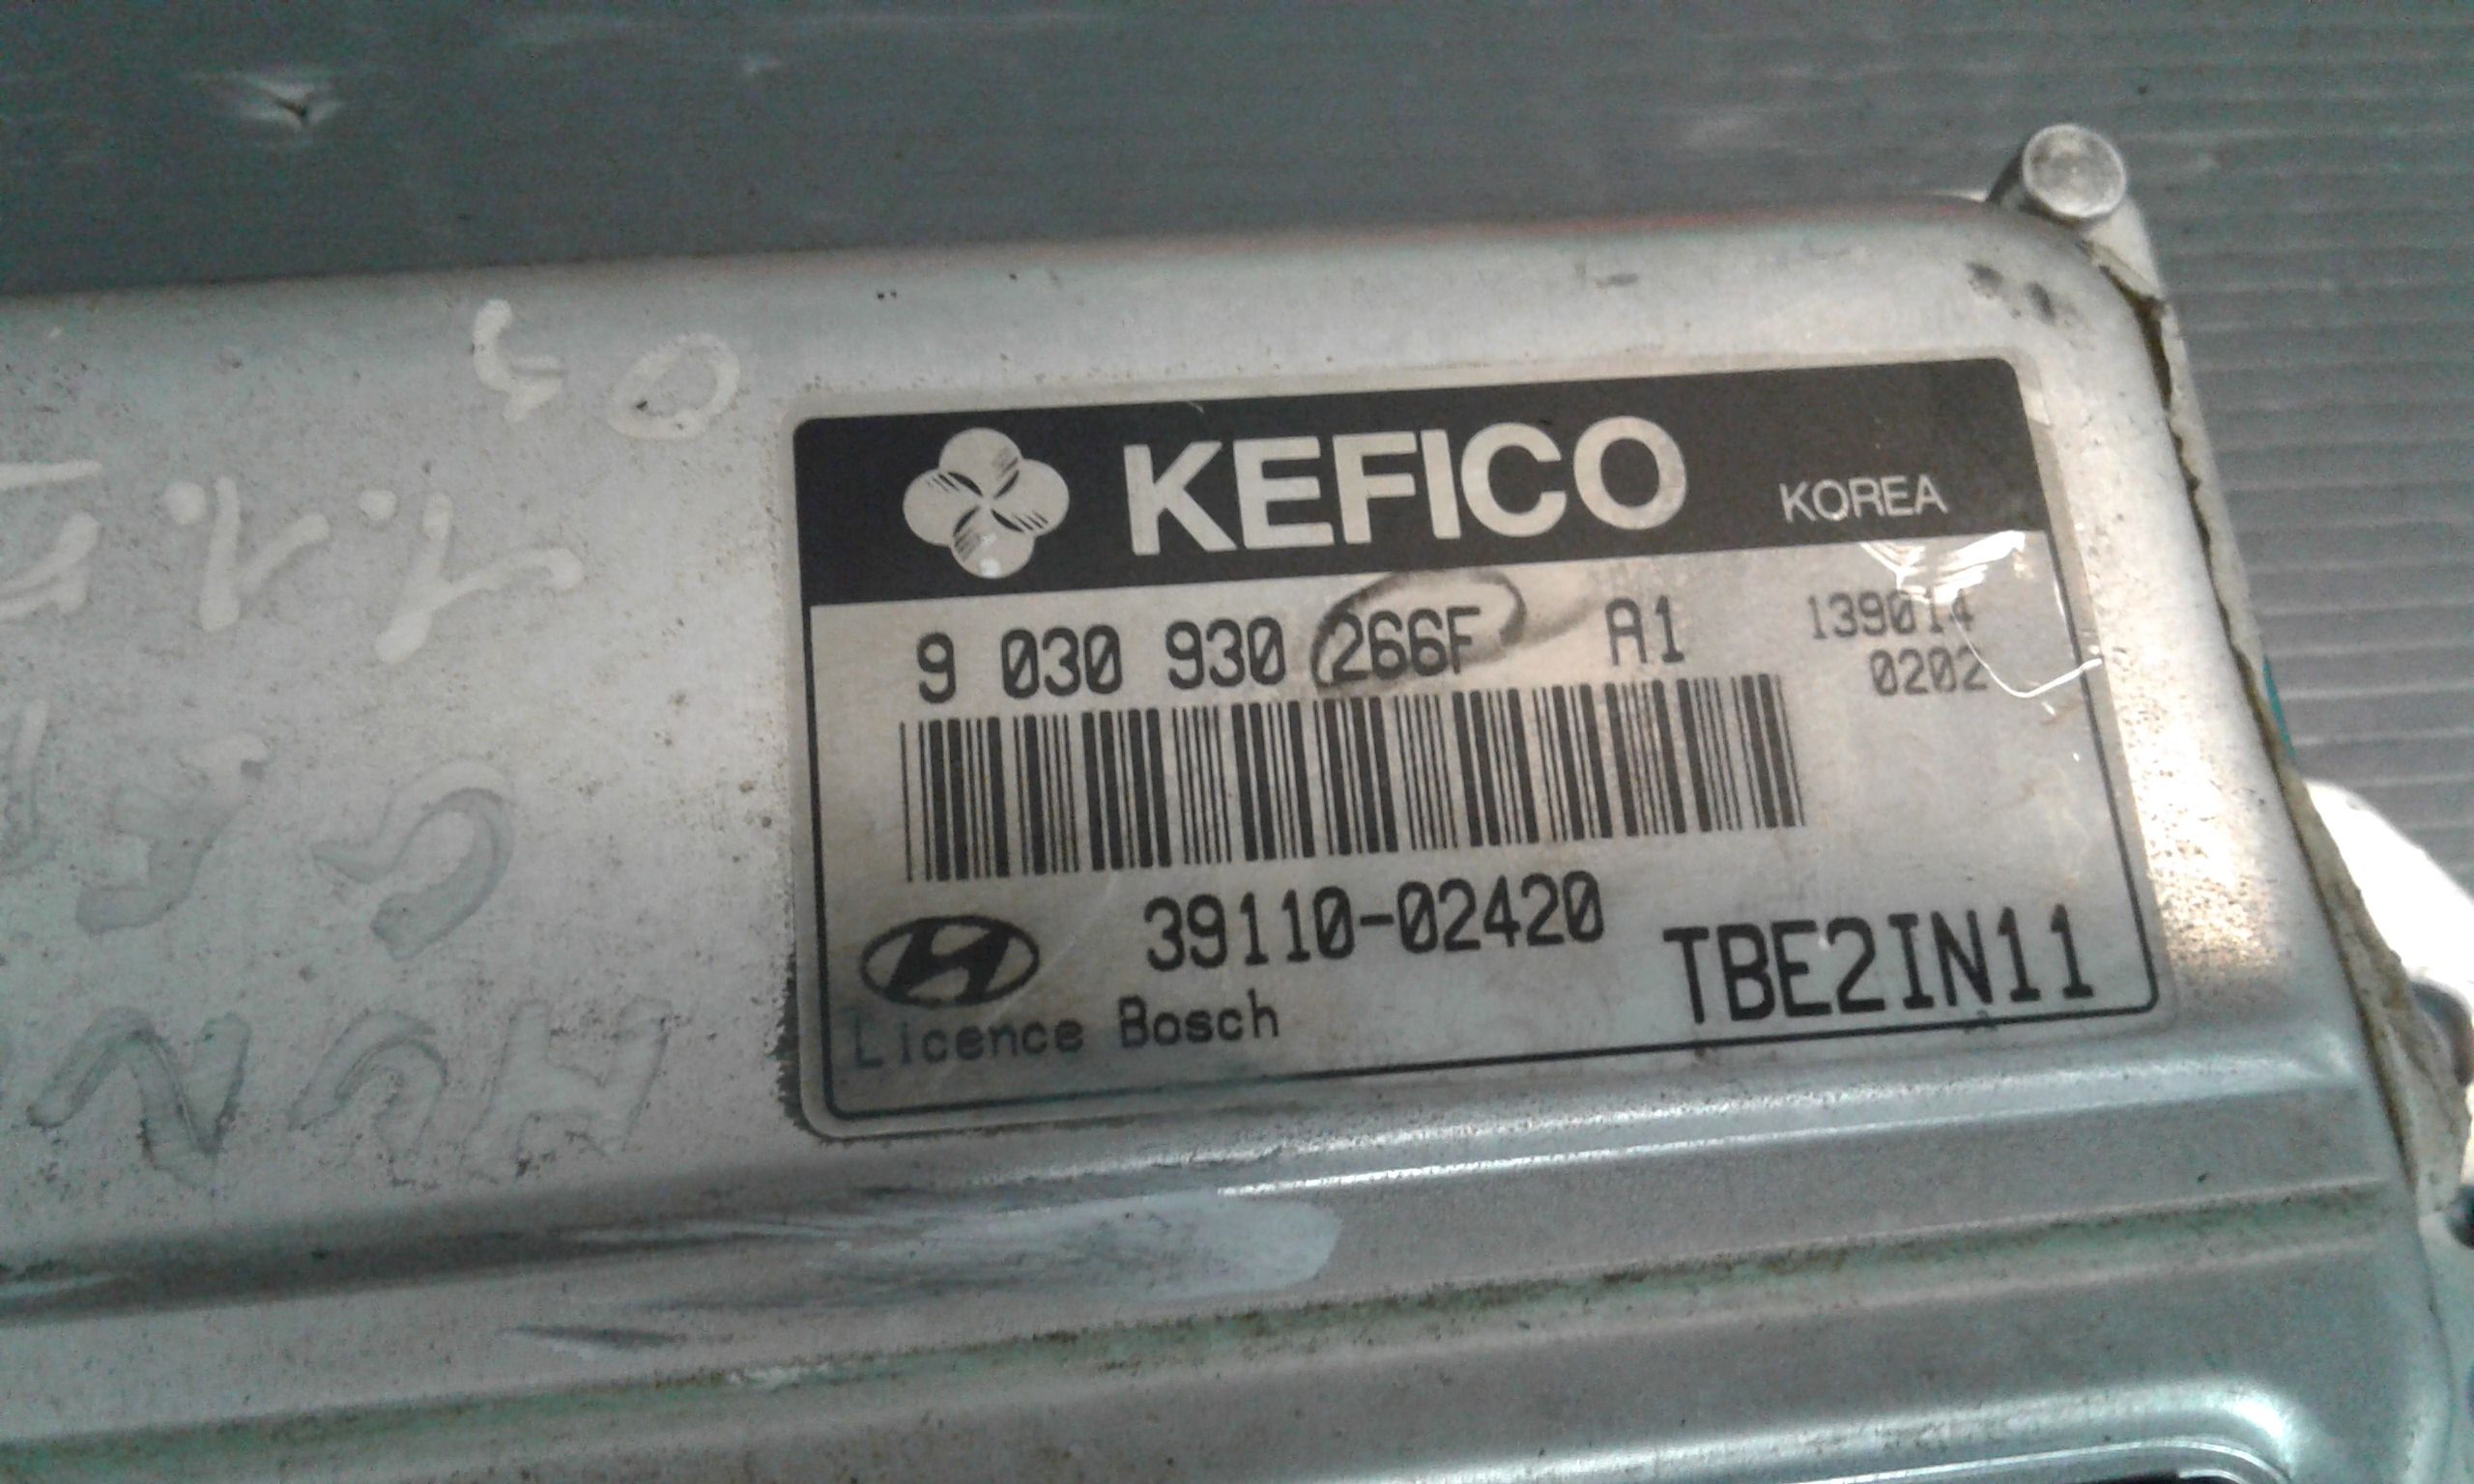 KEFICO KOREA
9 030 930 266F A1 139014
0202
39110-02420
TBE2IN11
Licence Bosch